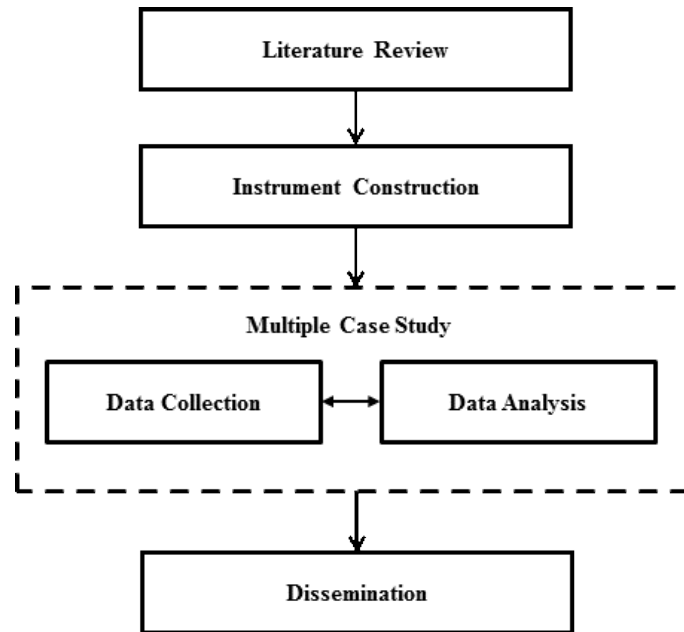 Literature Review
Instrument Construction
Multiple Case Study
Data Collection
Data Analysis
Dissemination